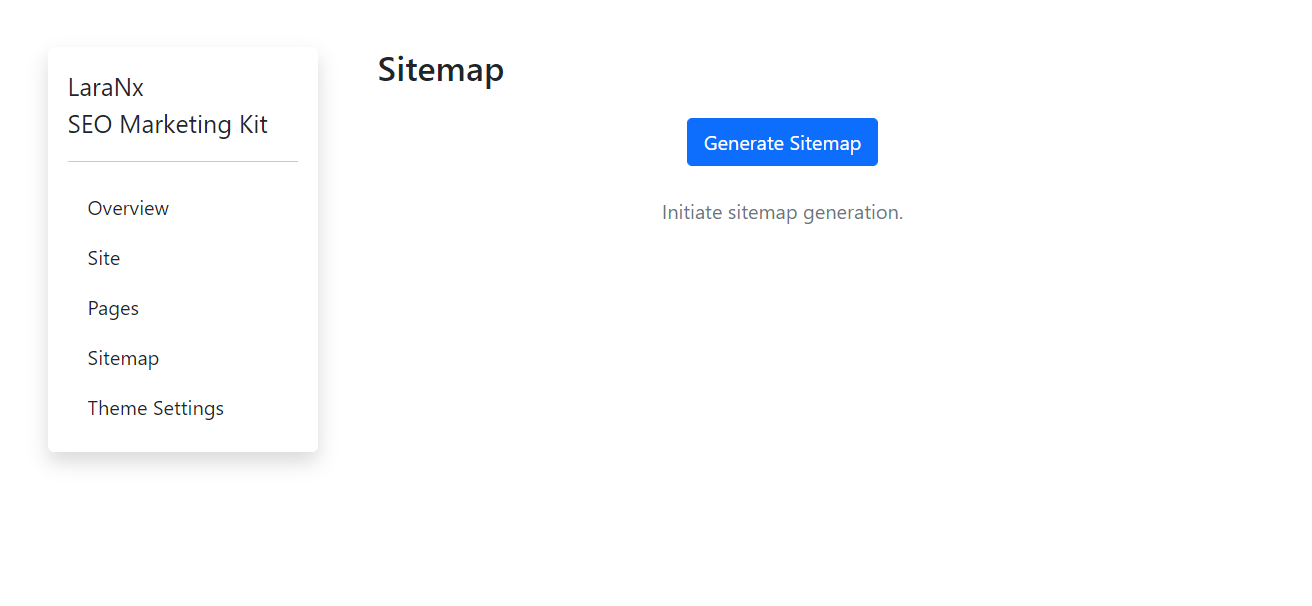 LaraNx
SEO Marketing Kit
Overview
Site
Pages
Sitemap
Theme Settings
Sitemap
Generate Sitemap
Initiate sitemap generation.